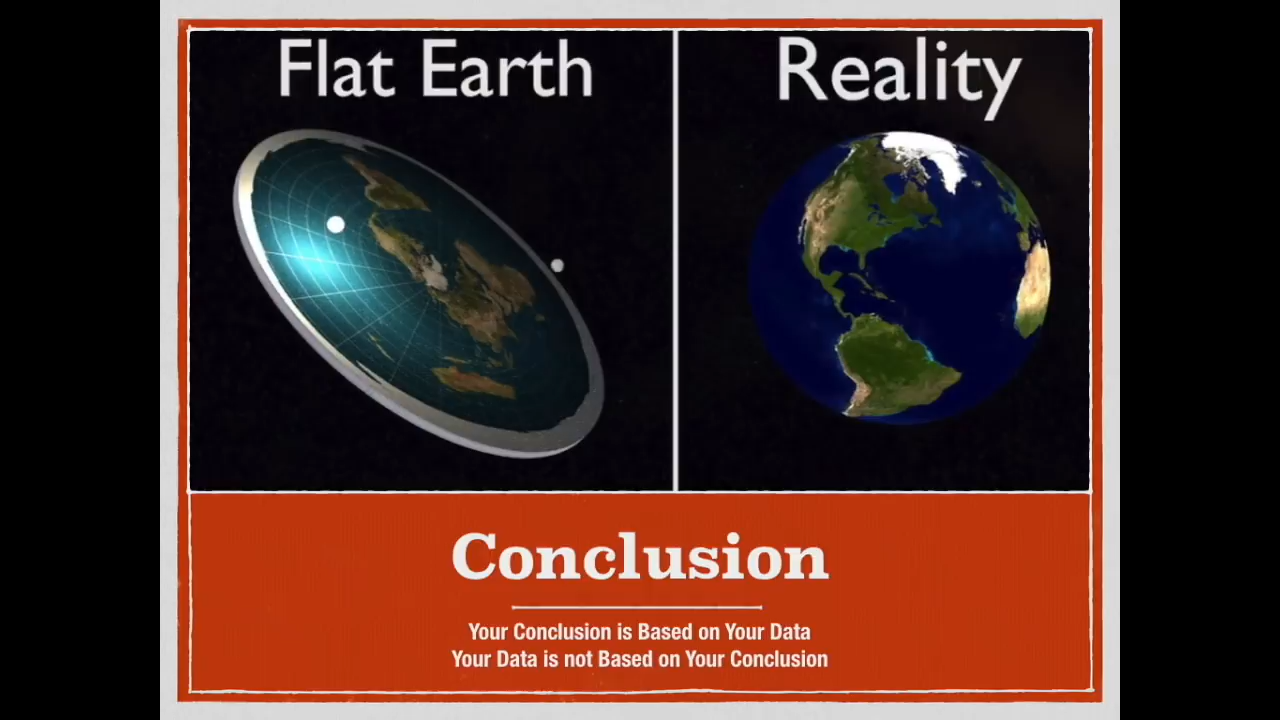 Flat Earth
Reality
Conclusion
Your Conclusion is Based on Your Data
Your Data is not Based on Your Conclusion